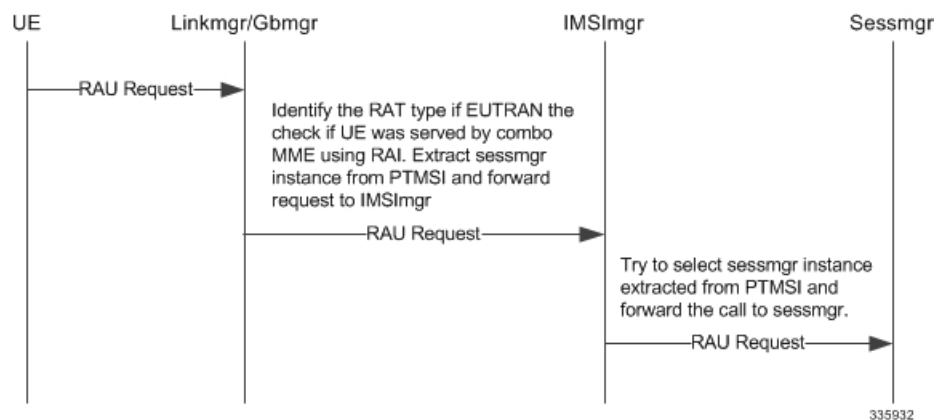 UE
Linkmgr/Gbmgr
IMSImgr
Sessmgr
RAU Request
Identify the RAT type if EUTRAN the
check if UE was served by combo
MME using RAI. Extract sessmgr
instance from PTMSI and forward
request to IMSImgr
RAU Request
Try to select sessmgr instance
extracted from PTMSI and
forward the call to sessmgr.
RAU Request
335932